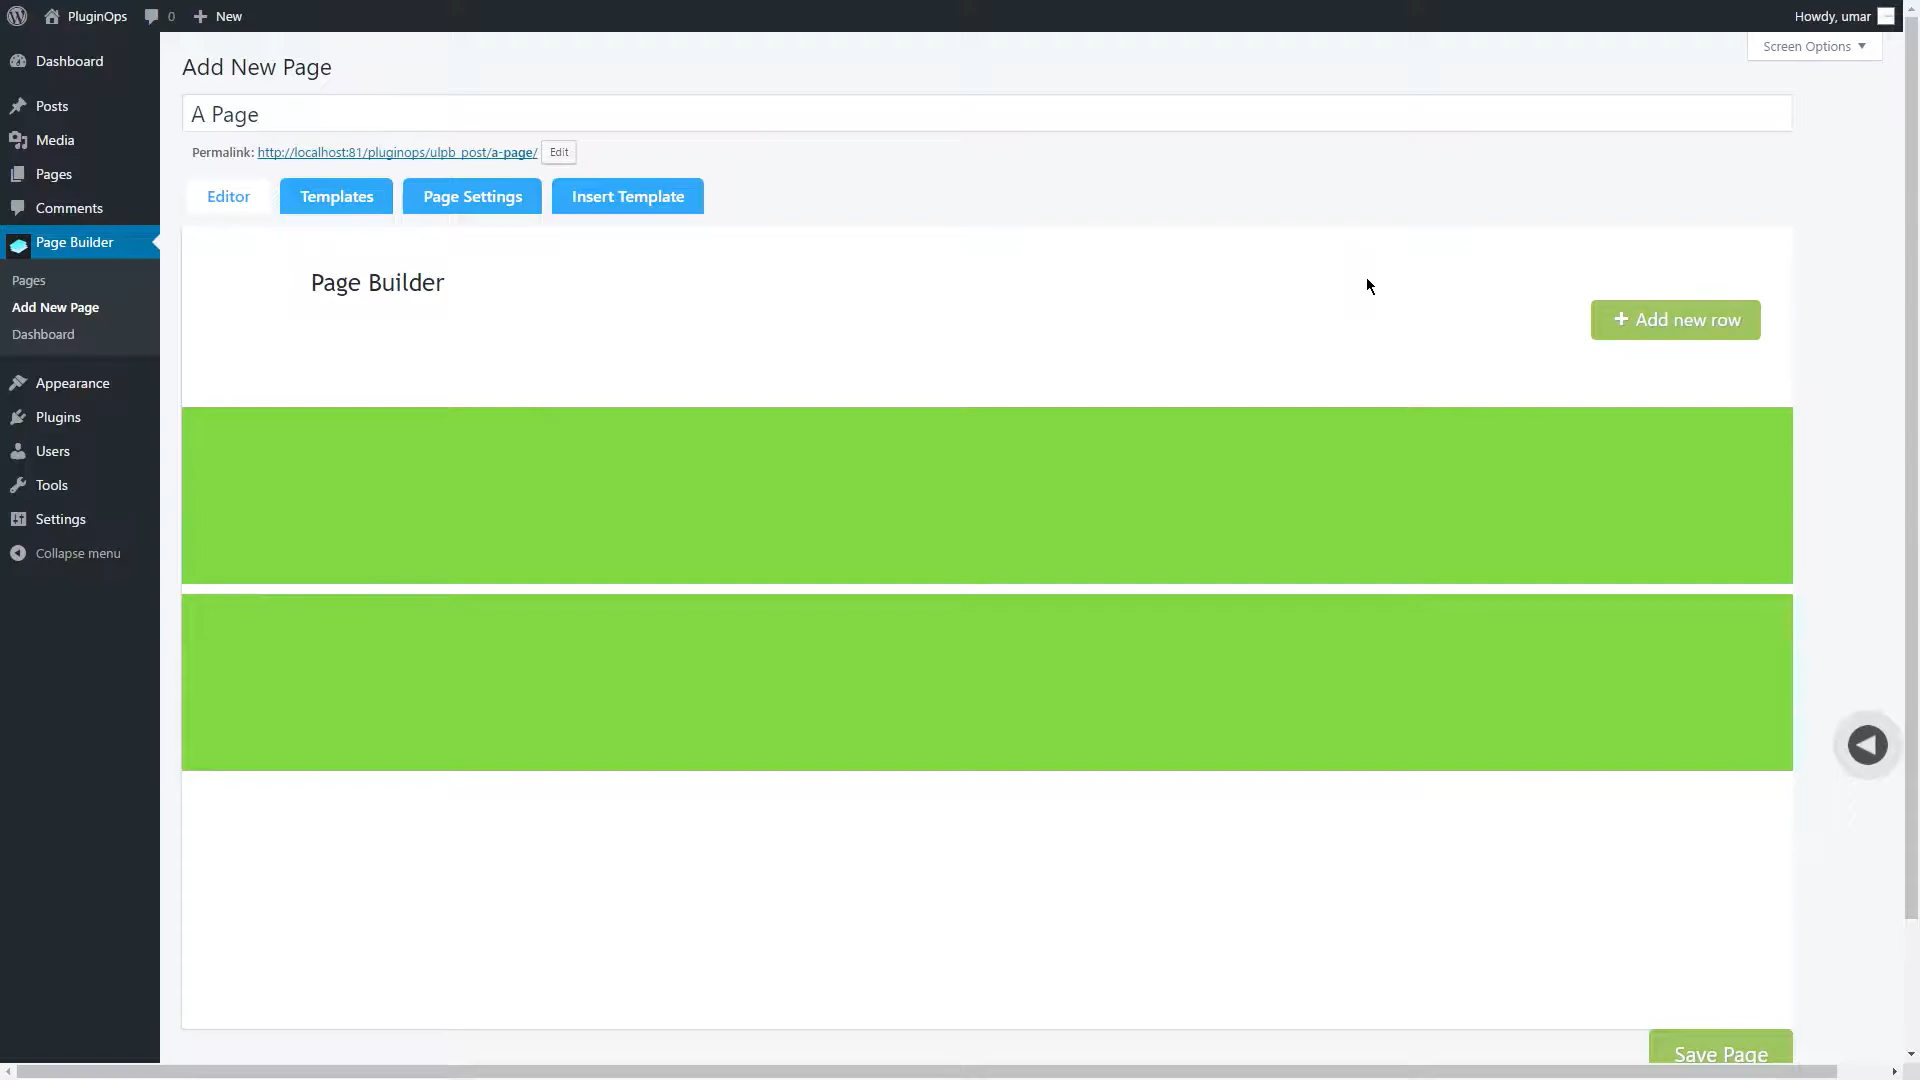 PluginOps 0 New Howdy, umar
Screen Options
Dashboard
Posts
Media
Pages
Comments
Page Builder
Pages
Add New Page
Dashboard
Appearance
Plugins
Users
Tools
Settings
Collapse menu
Add New Page
A Page
Permalink: http://localhost:81/pluginops/ulpb_post/a-page/ Edit
Editor Templates Page Settings Insert Template
Page Builder
+ Add new row
Save Page